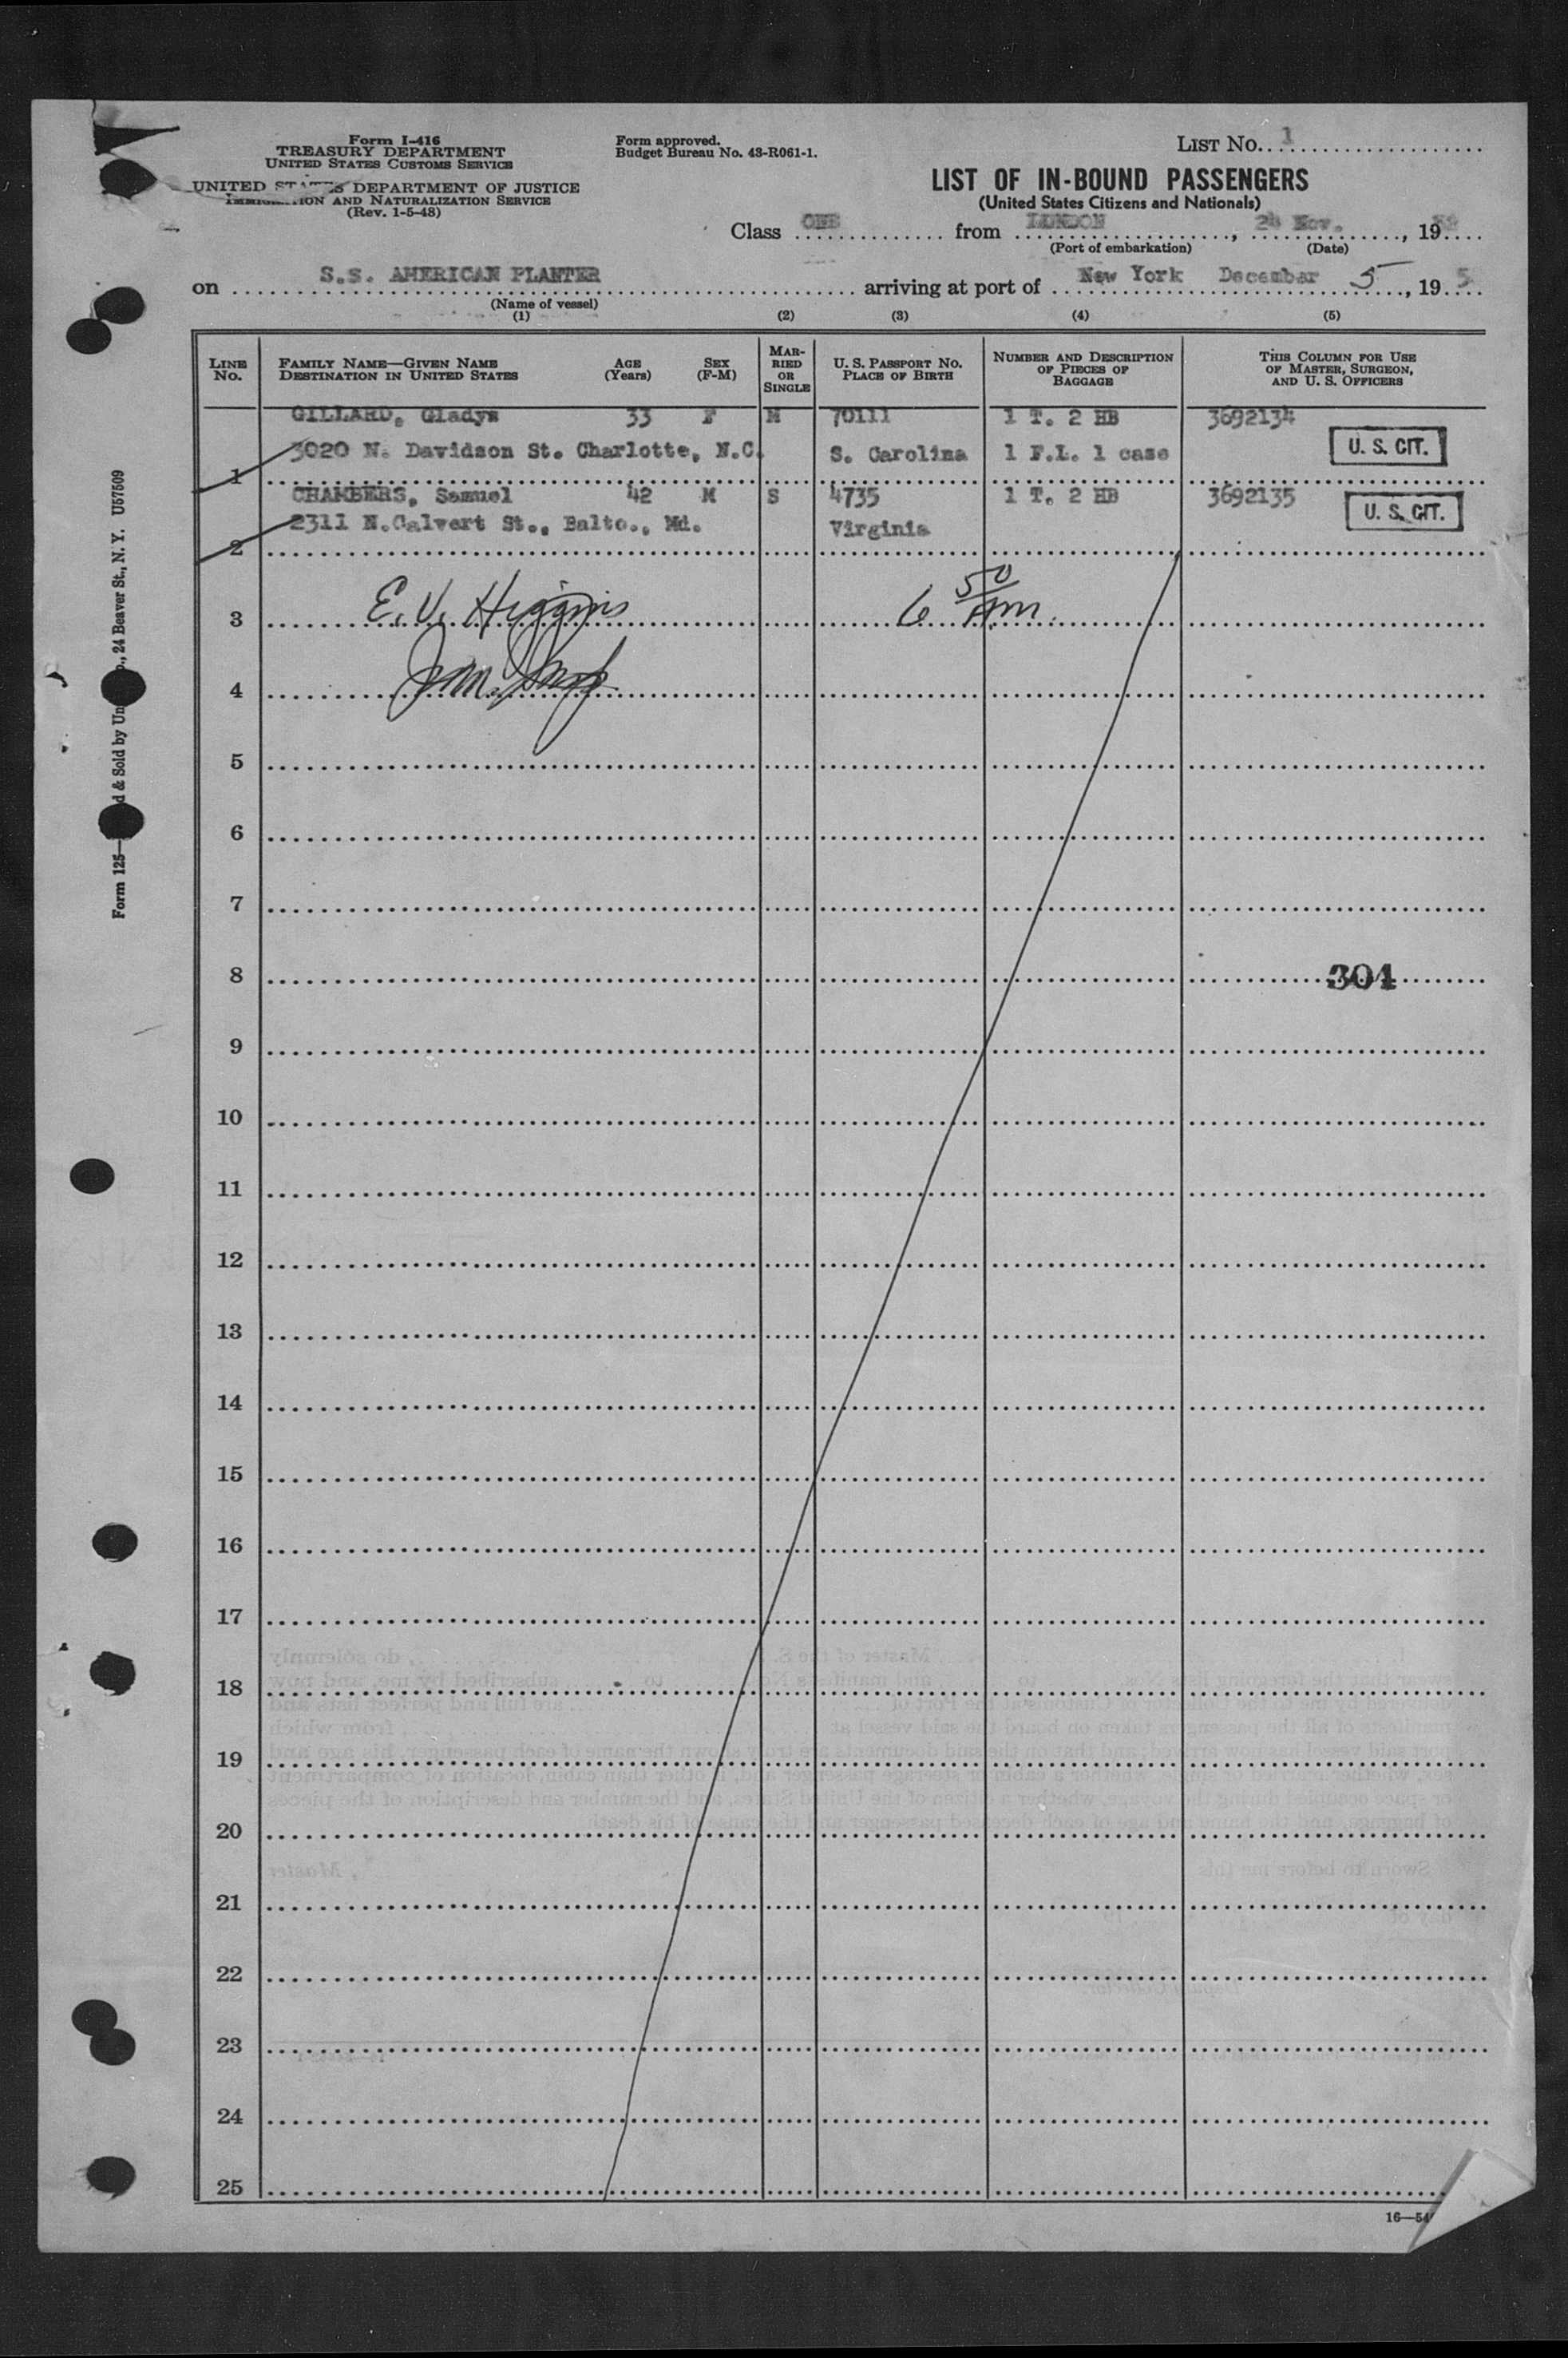 Form I-416
TREASURY DEPARTMENT
UNITED STATES CUSTOMS SERVICE
UNITED STATES DEPARTMENT OF JUSTICE
IMMIGRATION AND NATURALIZATION SERVICE
(Rev. 1-5-48)
Form approved.
Budget Bureau No. 43-R061-1.
LIST No. 1
LIST OF IN-BOUND PASSENGERS
(United States Citizens and Nationals)
Class ONE from LONDON, Nov., 19
(Port of embarkation) (Date)
on S.s. AMERICAN PLANTER arriving at port of New York December 5, 195
(Name of vessel)
(1) (2) (3) (4) (5)
LINE No.
FAMILY NAME—GIVEN NAME
DESTINATION IN UNITED STATES
AGE (Years)
SEX (F-M)
MARRIED OR SINGLE
U. S. PASSPORT NO.
PLACE OF BIRTH
NUMBER AND DESCRIPTION OF PIECES OF BAGGAGE
THIS COLUMN FOR USE OF MASTER, SURGEON, AND U. S. OFFICERS
GILLARD, Gladys 33 F M 70111 1 T. 2 HB 3692134
3020 N. Davidson St. Charlotte, N.C. S. Carolina 1 F.L. 1 case U. S. CIT.
1
CHAMBERS, Samuel 42 M S 4735 1 T. 2 HB 3692135
2311 N.Calvert St., Balto., Md. Virginia U. S. CIT.
2
3 E. V. Higgins 6 50 AM.
4
5
6
7
8 304
9
10
11
12
13
14
15
16
17
18
19
20
21
22
23
24
25
16—54
Form 125— d & Sold by Un ., 24 Beaver St., N. Y. U57509